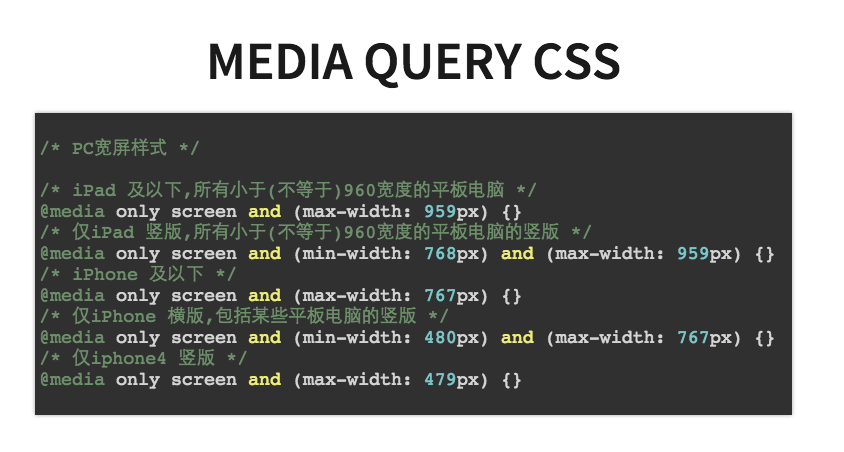 MEDIA QUERY CSS
/* PC宽屏样式 */
/* iPad 及以下,所有小于(不等于)960宽度的平板电脑 */
@media only screen and (max-width: 959px) {}
/* 仅iPad 竖版,所有小于(不等于)960宽度的平板电脑的竖版 */
@media only screen and (min-width: 768px) and (max-width: 959px) {}
/* iPhone 及以下 */
@media only screen and (max-width: 767px) {}
/* 仅iPhone 横版,包括某些平板电脑的竖版 */
@media only screen and (min-width: 480px) and (max-width: 767px) {}
/* 仅iphone4 竖版 */
@media only screen and (max-width: 479px) {}